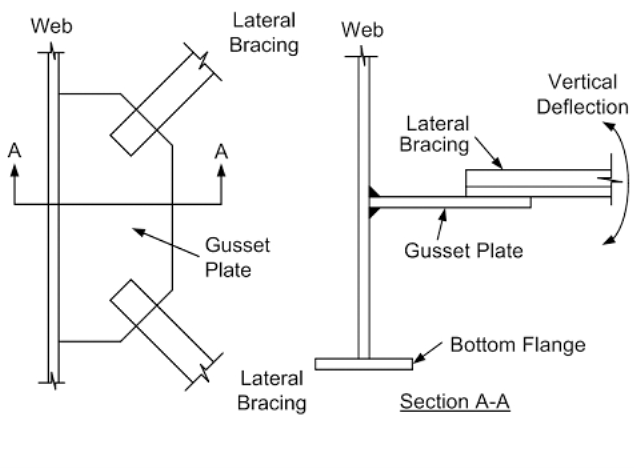 Web
Lateral
Bracing
A
A
Gusset
Plate
Lateral
Bracing
Web
Vertical
Deflection
Lateral
Bracing
Gusset Plate
Bottom Flange
Section A-A